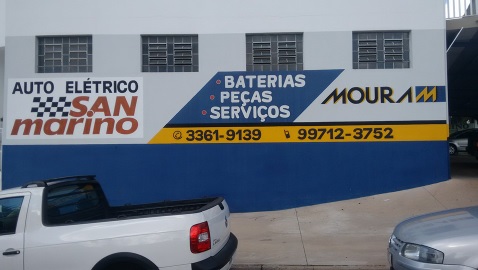 AUTO ELÉTRICO
SAN
marino
BATERIAS
PEÇAS
SERVIÇOS
MOURA
3361-9139
99712-3752